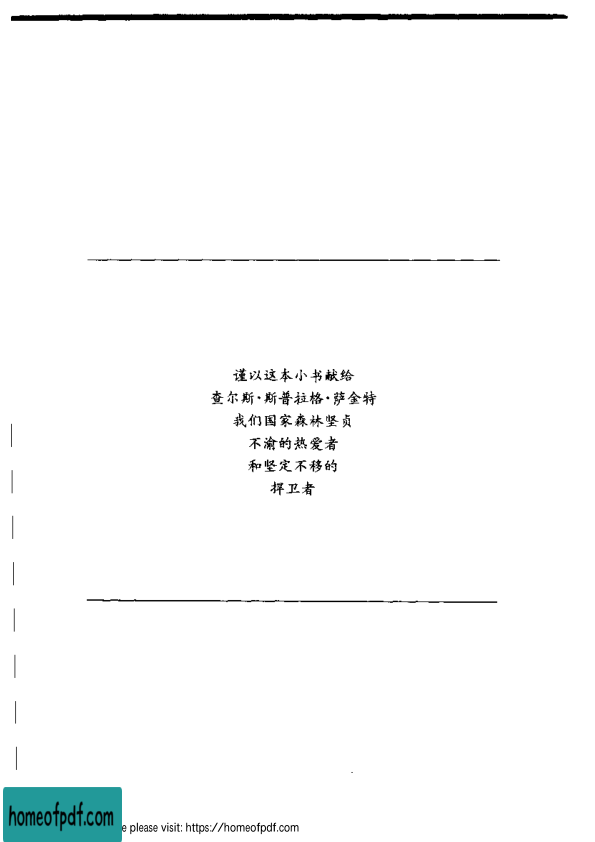 谨以这本小书献给
查尔斯·斯普拉格·萨金特
我们国家森林坚贞
不渝的热爱者
和坚定不移的
捍卫者
homeofpdf.com
e please visit: https://homeofpdf.com